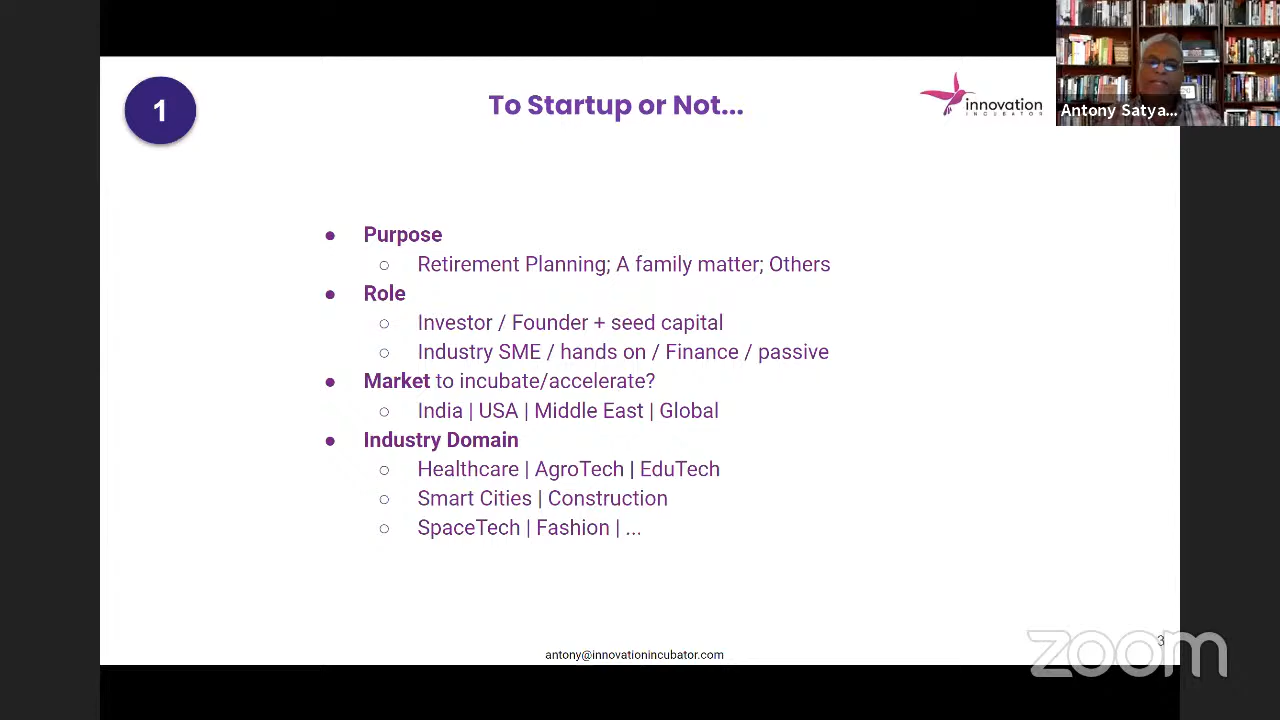 1
To Startup or Not...
innovation
INCUBATOR
Antony Satya...
● Purpose
○ Retirement Planning; A family matter; Others
● Role
○ Investor / Founder + seed capital
○ Industry SME / hands on / Finance / passive
● Market to incubate/accelerate?
○ India | USA | Middle East | Global
● Industry Domain
○ Healthcare | AgroTech | EduTech
○ Smart Cities | Construction
○ SpaceTech | Fashion | ...
3
zoom
antony@innovationincubator.com